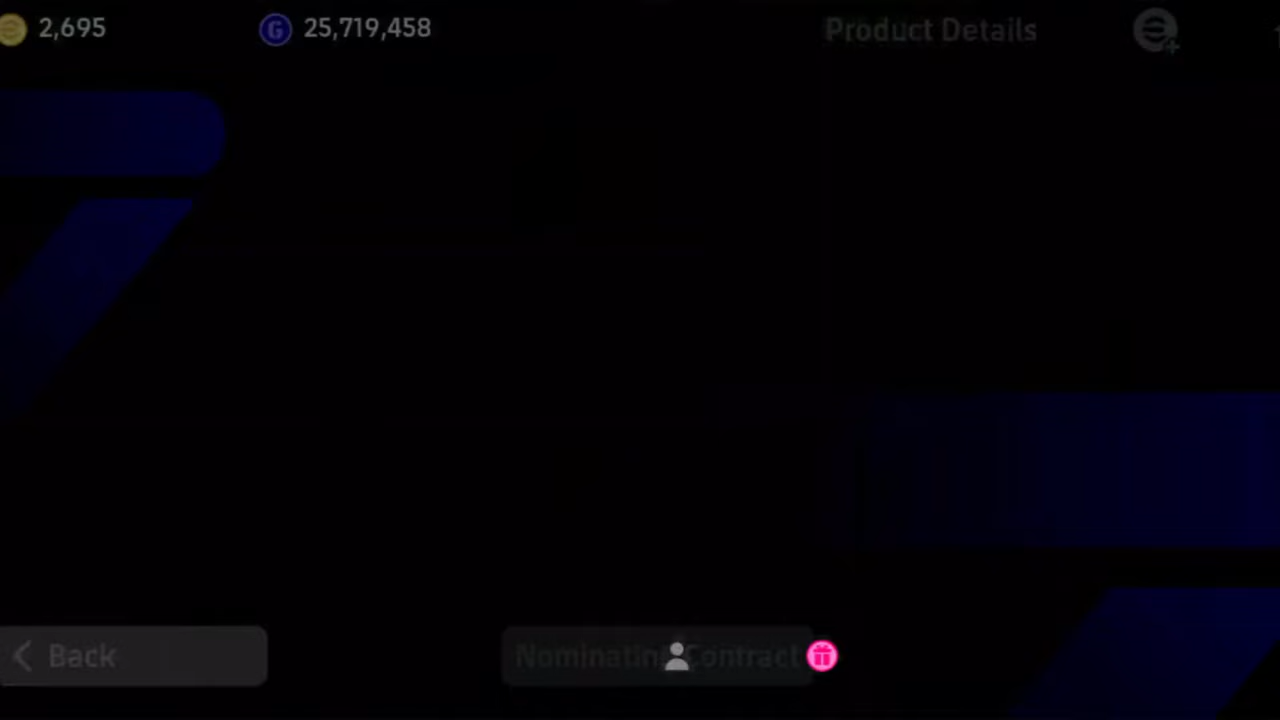 2,695
G 25,719,458
Product Details
Back
Nominating Contract